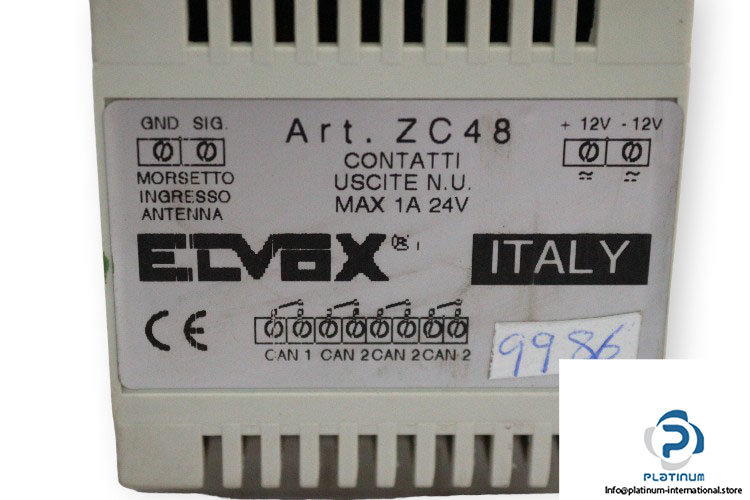 GND SIG.
MORSETTO
INGRESSO
ANTENNA
Art. ZC48
CONTATTI
USCITE N.U.
MAX 1A 24V
+ 12V - 12V
≂ ≂
ELVOX ®
ITALY
CE
CAN 1 CAN 2 CAN 2 CAN 2
9986
PLATINUM
Info@platinum-international.store